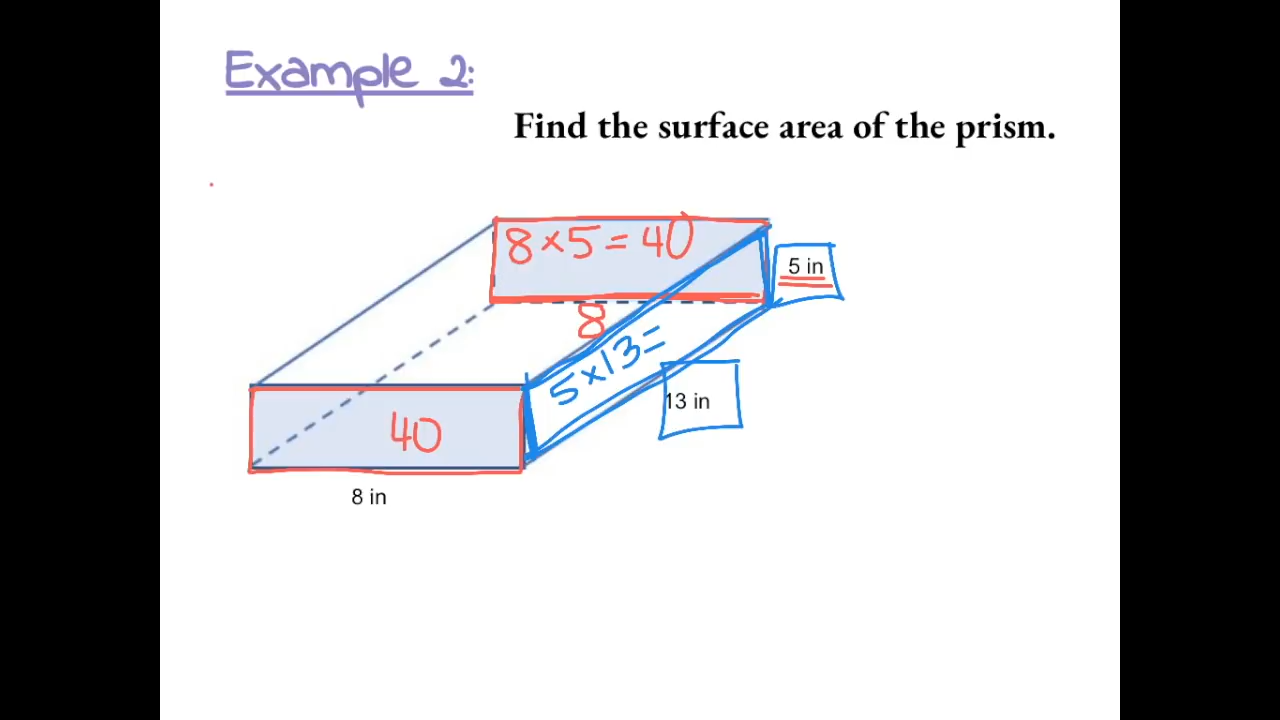 Example 2:
Find the surface area of the prism.
8×5=40
5 in
8
5×13=
13 in
40
8 in